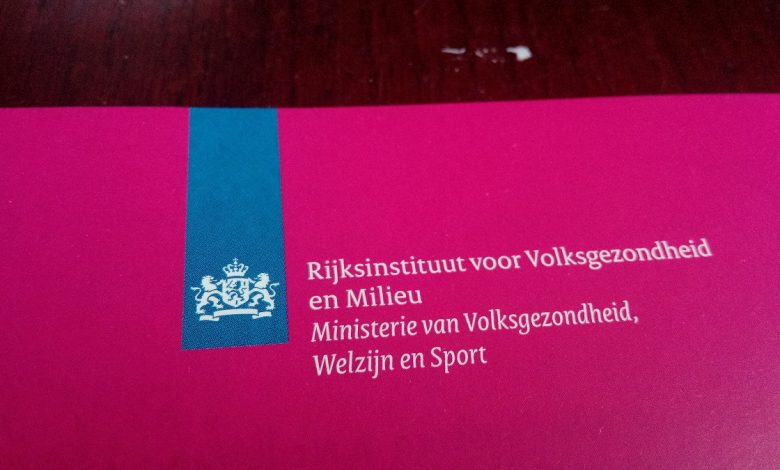 Rijksinstituut voor Volksgezondheid
en Milieu
Ministerie van Volksgezondheid,
Welzijn en Sport